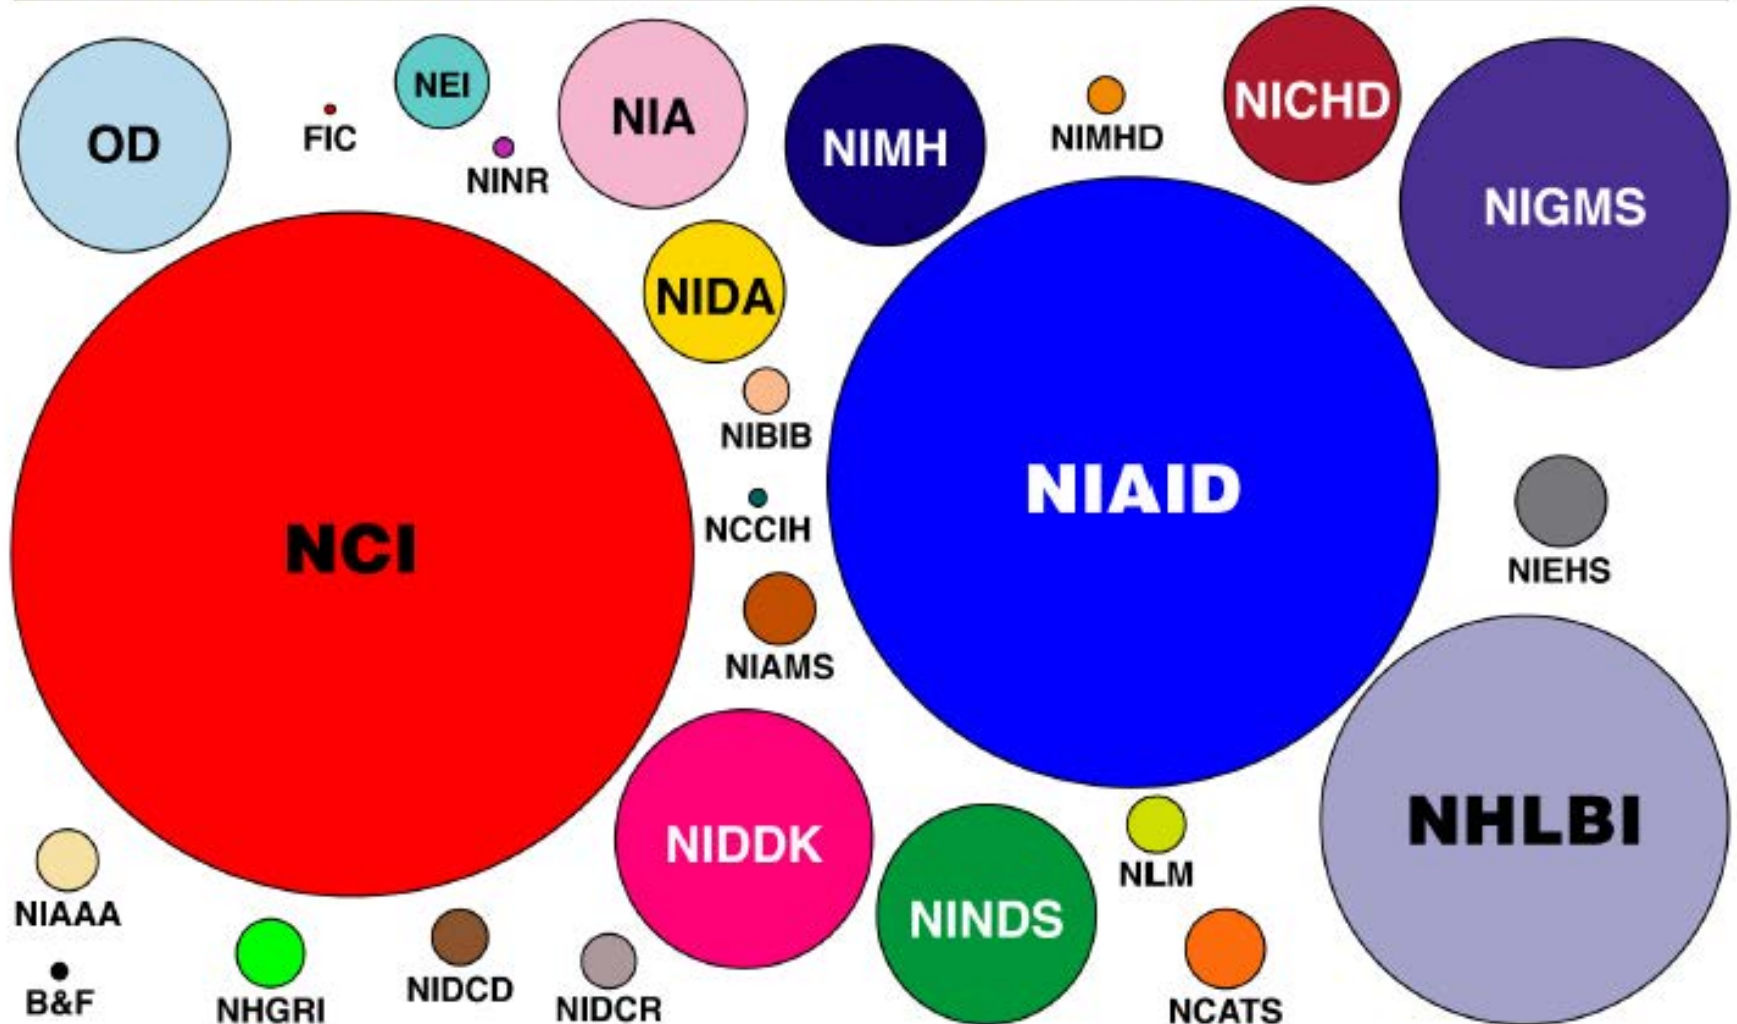 OD
FIC
NEI
NINR
NIA
NIMH
NIMHD
NICHD
NIGMS
NIDA
NIBIB
NCI
NCCIH
NIAID
NIEHS
NIAMS
NIDDK
NHLBI
NINDS
NLM
NIAAA
B&F
NHGRI
NIDCD
NIDCR
NCATS